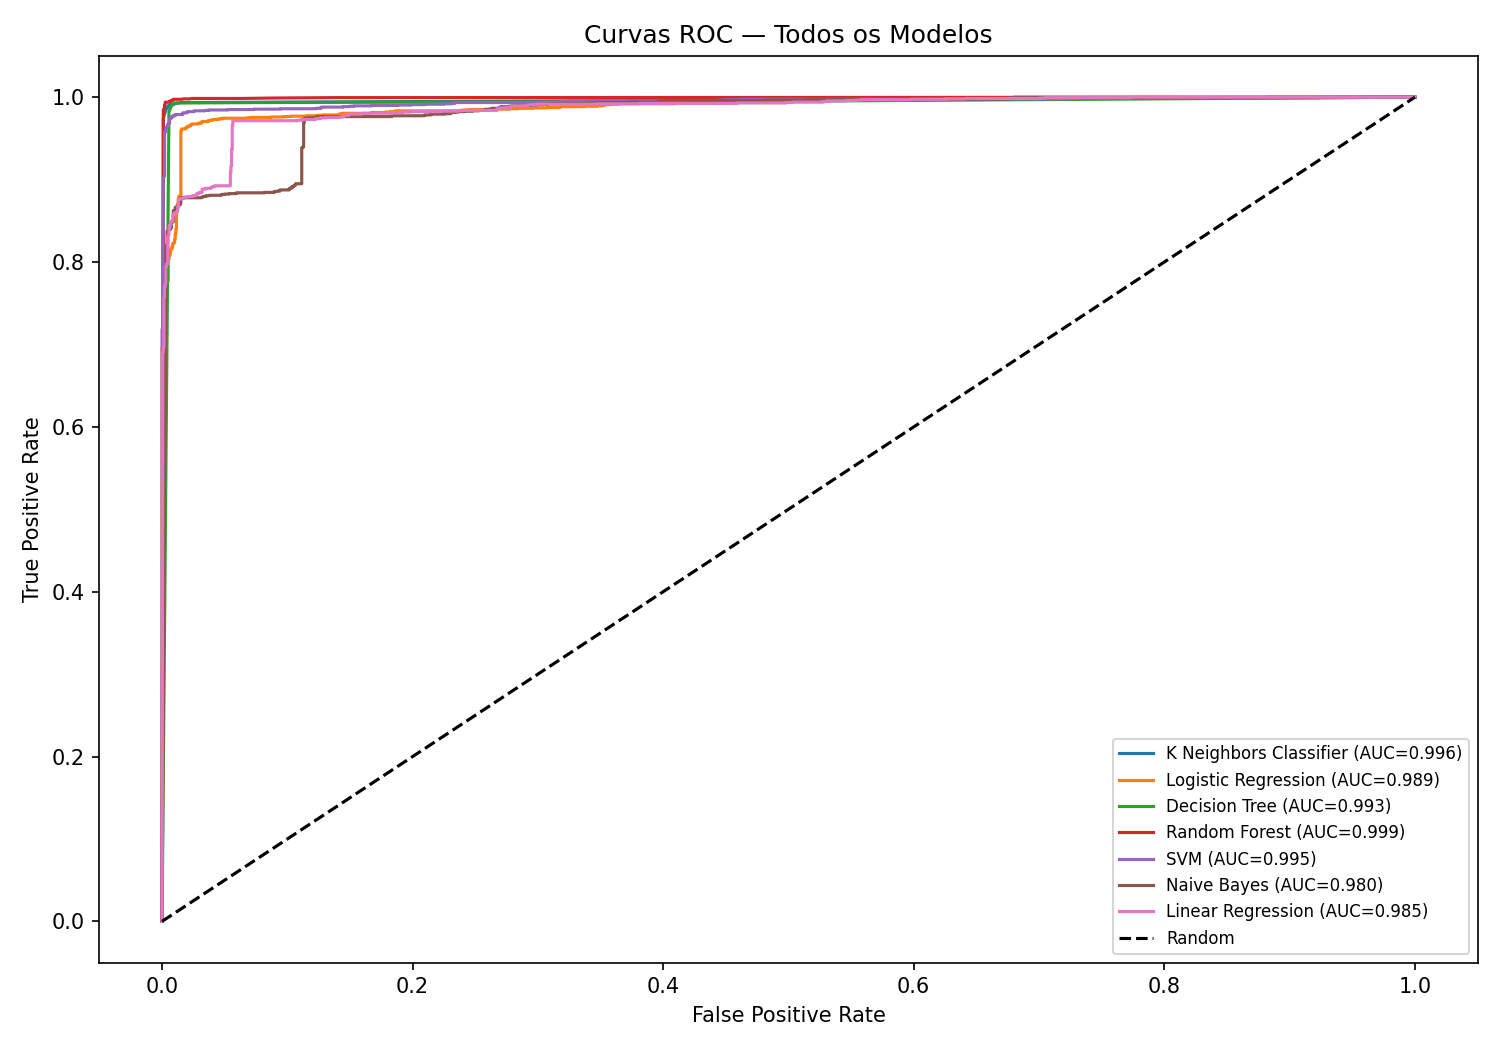 Curvas ROC — Todos os Modelos
True Positive Rate
1.0
0.8
0.6
0.4
0.2
0.0
K Neighbors Classifier (AUC=0.996)
Logistic Regression (AUC=0.989)
Decision Tree (AUC=0.993)
Random Forest (AUC=0.999)
SVM (AUC=0.995)
Naive Bayes (AUC=0.980)
Linear Regression (AUC=0.985)
Random
0.0 0.2 0.4 0.6 0.8 1.0
False Positive Rate